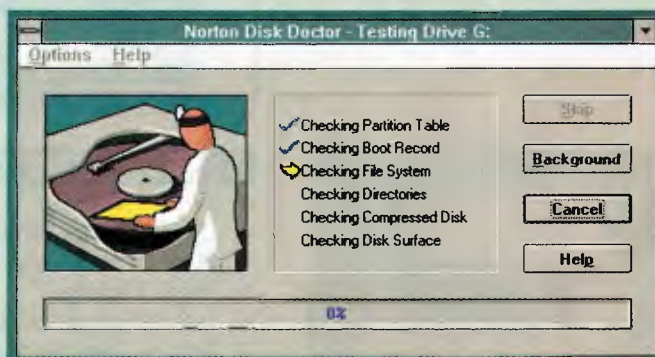 Norton Disk Doctor - Testing Drive G:
Options Help
Checking Partition Table
Checking Boot Record
Checking File System
Checking Directories
Checking Compressed Disk
Checking Disk Surface
Skip
Background
Cancel
Help
0%